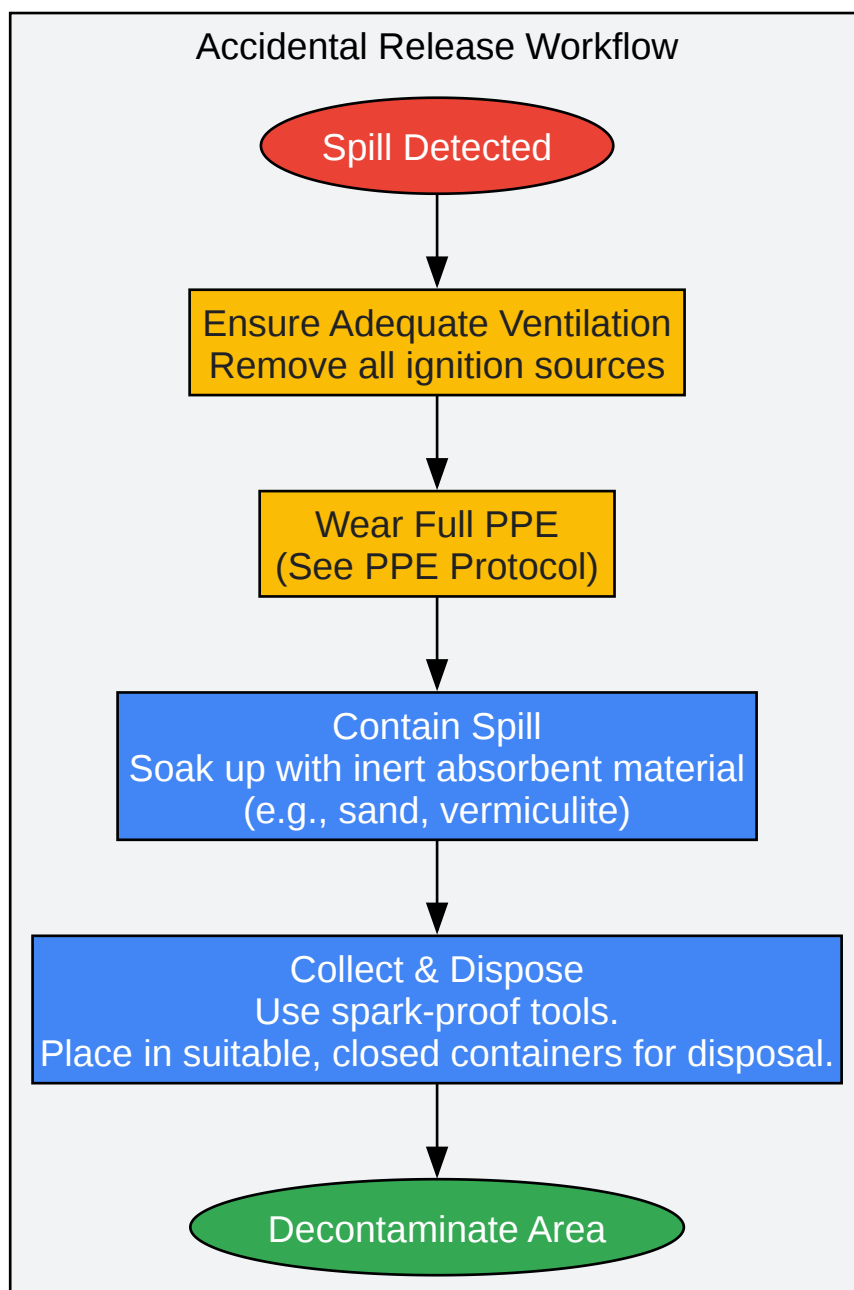 Accidental Release Workflow
Spill Detected
Ensure Adequate Ventilation
Remove all ignition sources
Wear Full PPE
(See PPE Protocol)
Contain Spill
Soak up with inert absorbent material
(e.g., sand, vermiculite)
Collect & Dispose
Use spark-proof tools.
Place in suitable, closed containers for disposal.
Decontaminate Area